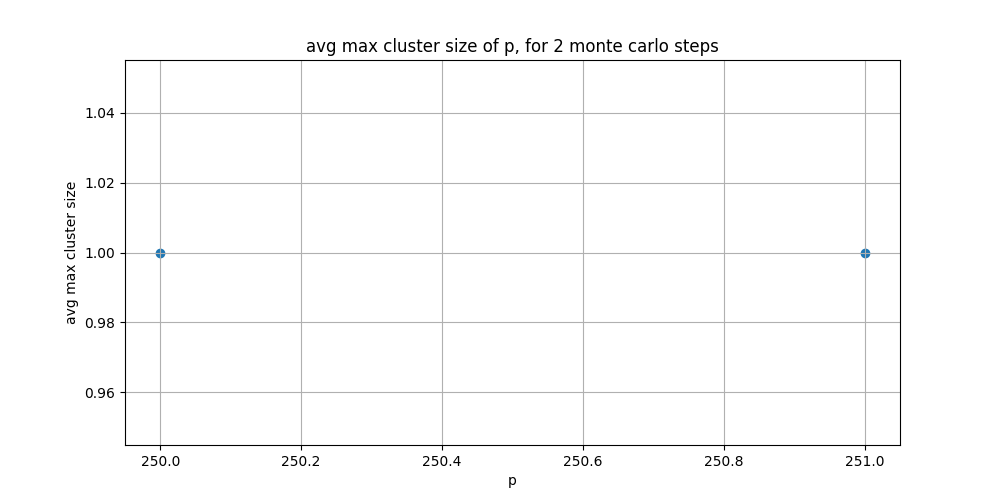 avg max cluster size of p, for 2 monte carlo steps
avg max cluster size
1.04
1.02
1.00
0.98
0.96
250.0 250.2 250.4 250.6 250.8 251.0
p